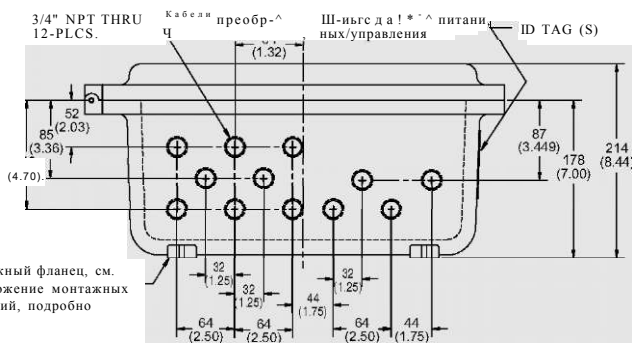 3/4" NPT THRU
12-PLCS.
Кабели преобр-^
Ч
питани
ных/управления
ID TAG (S)
(1.32)
52
(2.03)
85
(3.36)
(4.70)
87
(3.449)
178
(7.00)
214
(8.44)
жный фланец, см.
ожение монтажных
ий, подробно
32
(1.25)
32
(1.25)
44
(1.75)
32
(1.25)
64
(2.50)
64
(2.50)
64
(2.50)
44
(1.75)